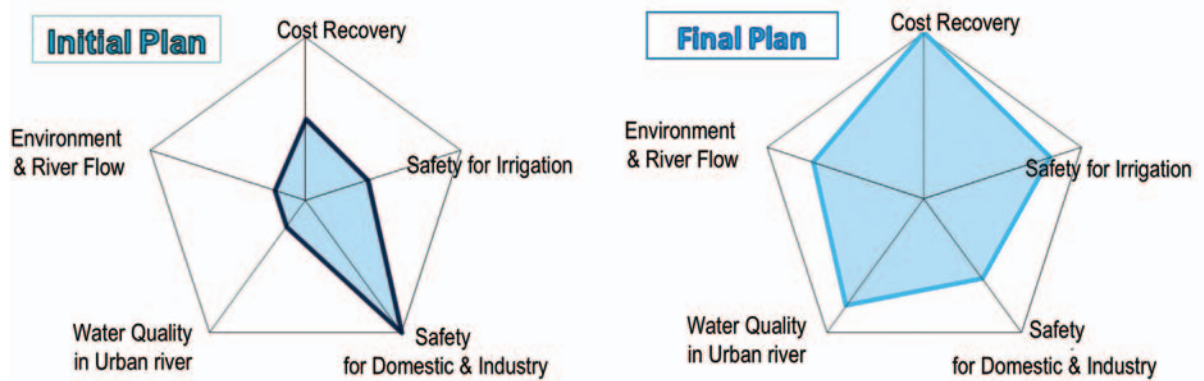 Initial Plan
Cost Recovery
Environment
& River Flow
Safety for Irrigation
Water Quality
in Urban river
Safety
for Domestic & Industry
Final Plan
Cost Recovery
Environment
& River Flow
Safety for Irrigation
Water Quality
in Urban river
Safety
for Domestic & Industry